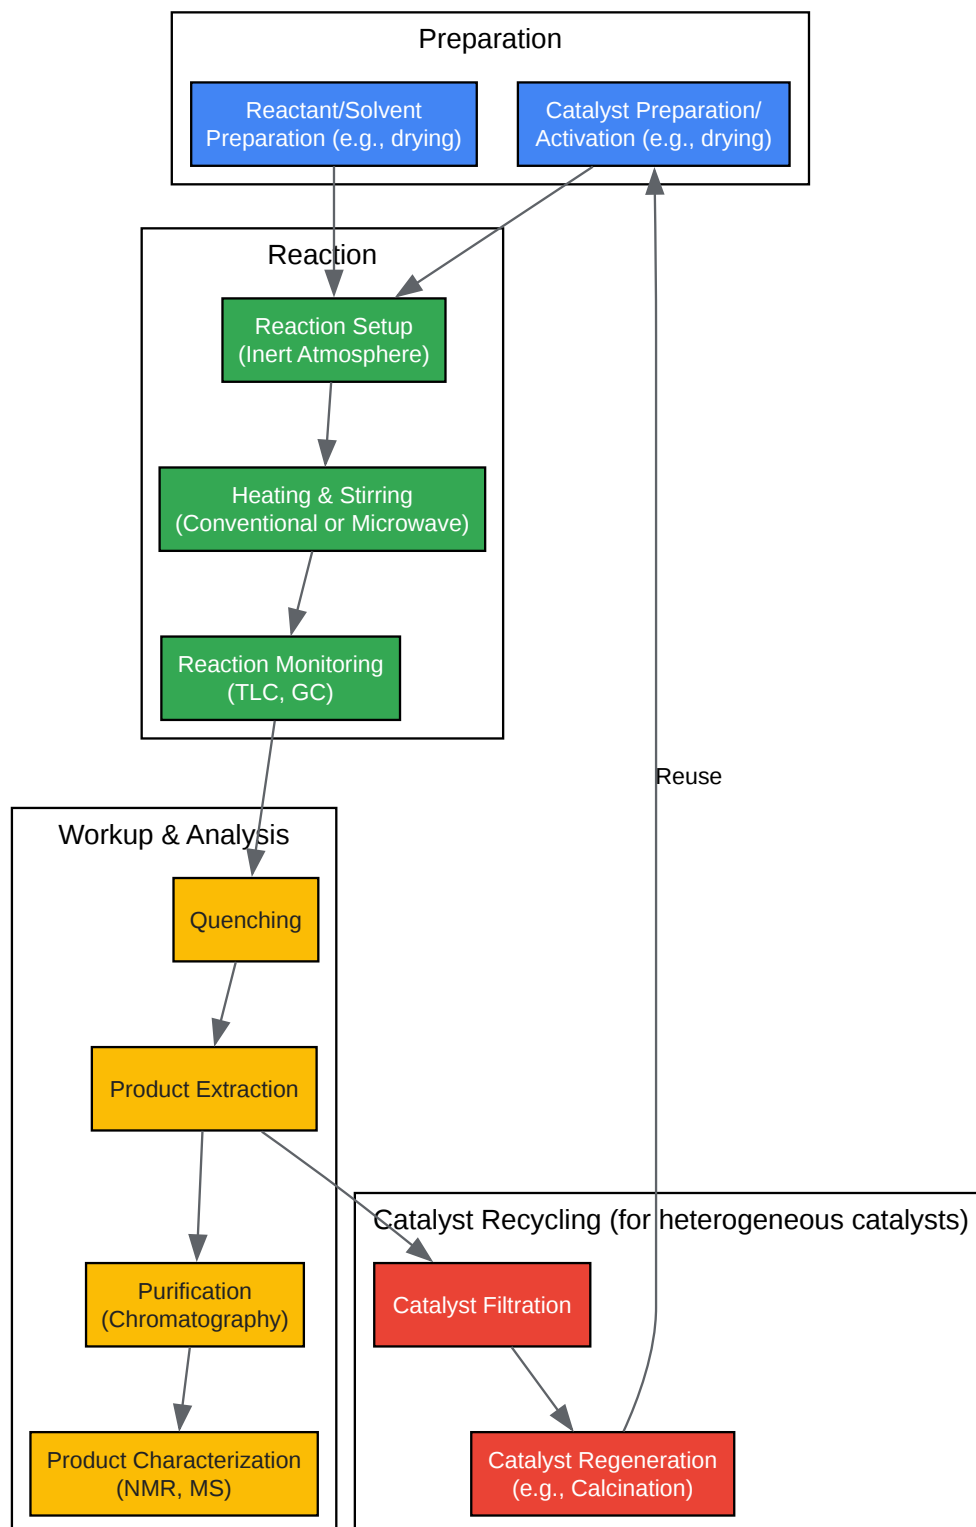 Preparation
Reactant/Solvent
Preparation (e.g., drying)
Catalyst Preparation/
Activation (e.g., drying)
Reaction
Reaction Setup
(Inert Atmosphere)
Heating & Stirring
(Conventional or Microwave)
Reaction Monitoring
(TLC, GC)
Reuse
Workup & Analysis
Quenching
Product Extraction
Purification
(Chromatography)
Product Characterization
(NMR, MS)
Catalyst Recycling (for heterogeneous catalysts)
Catalyst Filtration
Catalyst Regeneration
(e.g., Calcination)